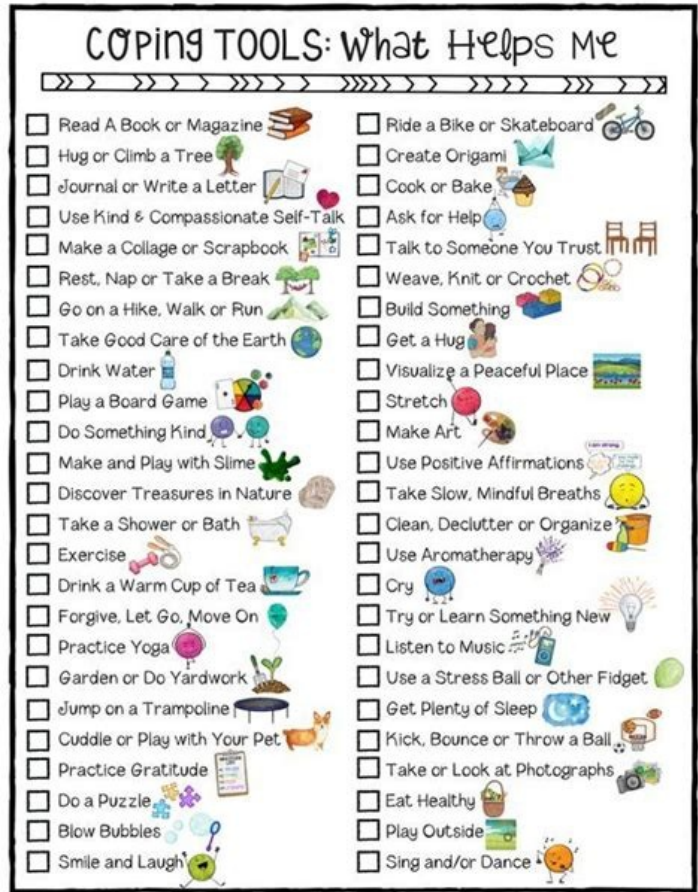 COPING TOOLS: What Helps Me
Read A Book or Magazine
Hug or Climb a Tree
Journal or Write a Letter
Use Kind & Compassionate Self-Talk
Make a Collage or Scrapbook
Rest, Nap or Take a Break
Go on a Hike, Walk or Run
Take Good Care of the Earth
Drink Water
Play a Board Game
Do Something Kind
Make and Play with Slime
Discover Treasures in Nature
Take a Shower or Bath
Exercise
Drink a Warm Cup of Tea
Forgive, Let Go, Move On
Practice Yoga
Garden or Do Yardwork
Jump on a Trampoline
Cuddle or Play with Your Pet
Practice Gratitude
Do a Puzzle
Blow Bubbles
Smile and Laugh
Ride a Bike or Skateboard
Create Origami
Cook or Bake
Ask for Help
Talk to Someone You Trust
Weave, Knit or Crochet
Build Something
Get a Hug
Visualize a Peaceful Place
Stretch
Make Art
I am strong.
Use Positive Affirmations
Take Slow, Mindful Breaths
Clean, Declutter or Organize
Use Aromatherapy
Cry
Try or Learn Something New
Listen to Music
Use a Stress Ball or Other Fidget
Get Plenty of Sleep
Kick, Bounce or Throw a Ball
Take or Look at Photographs
Eat Healthy
Play Outside
Sing and/or Dance